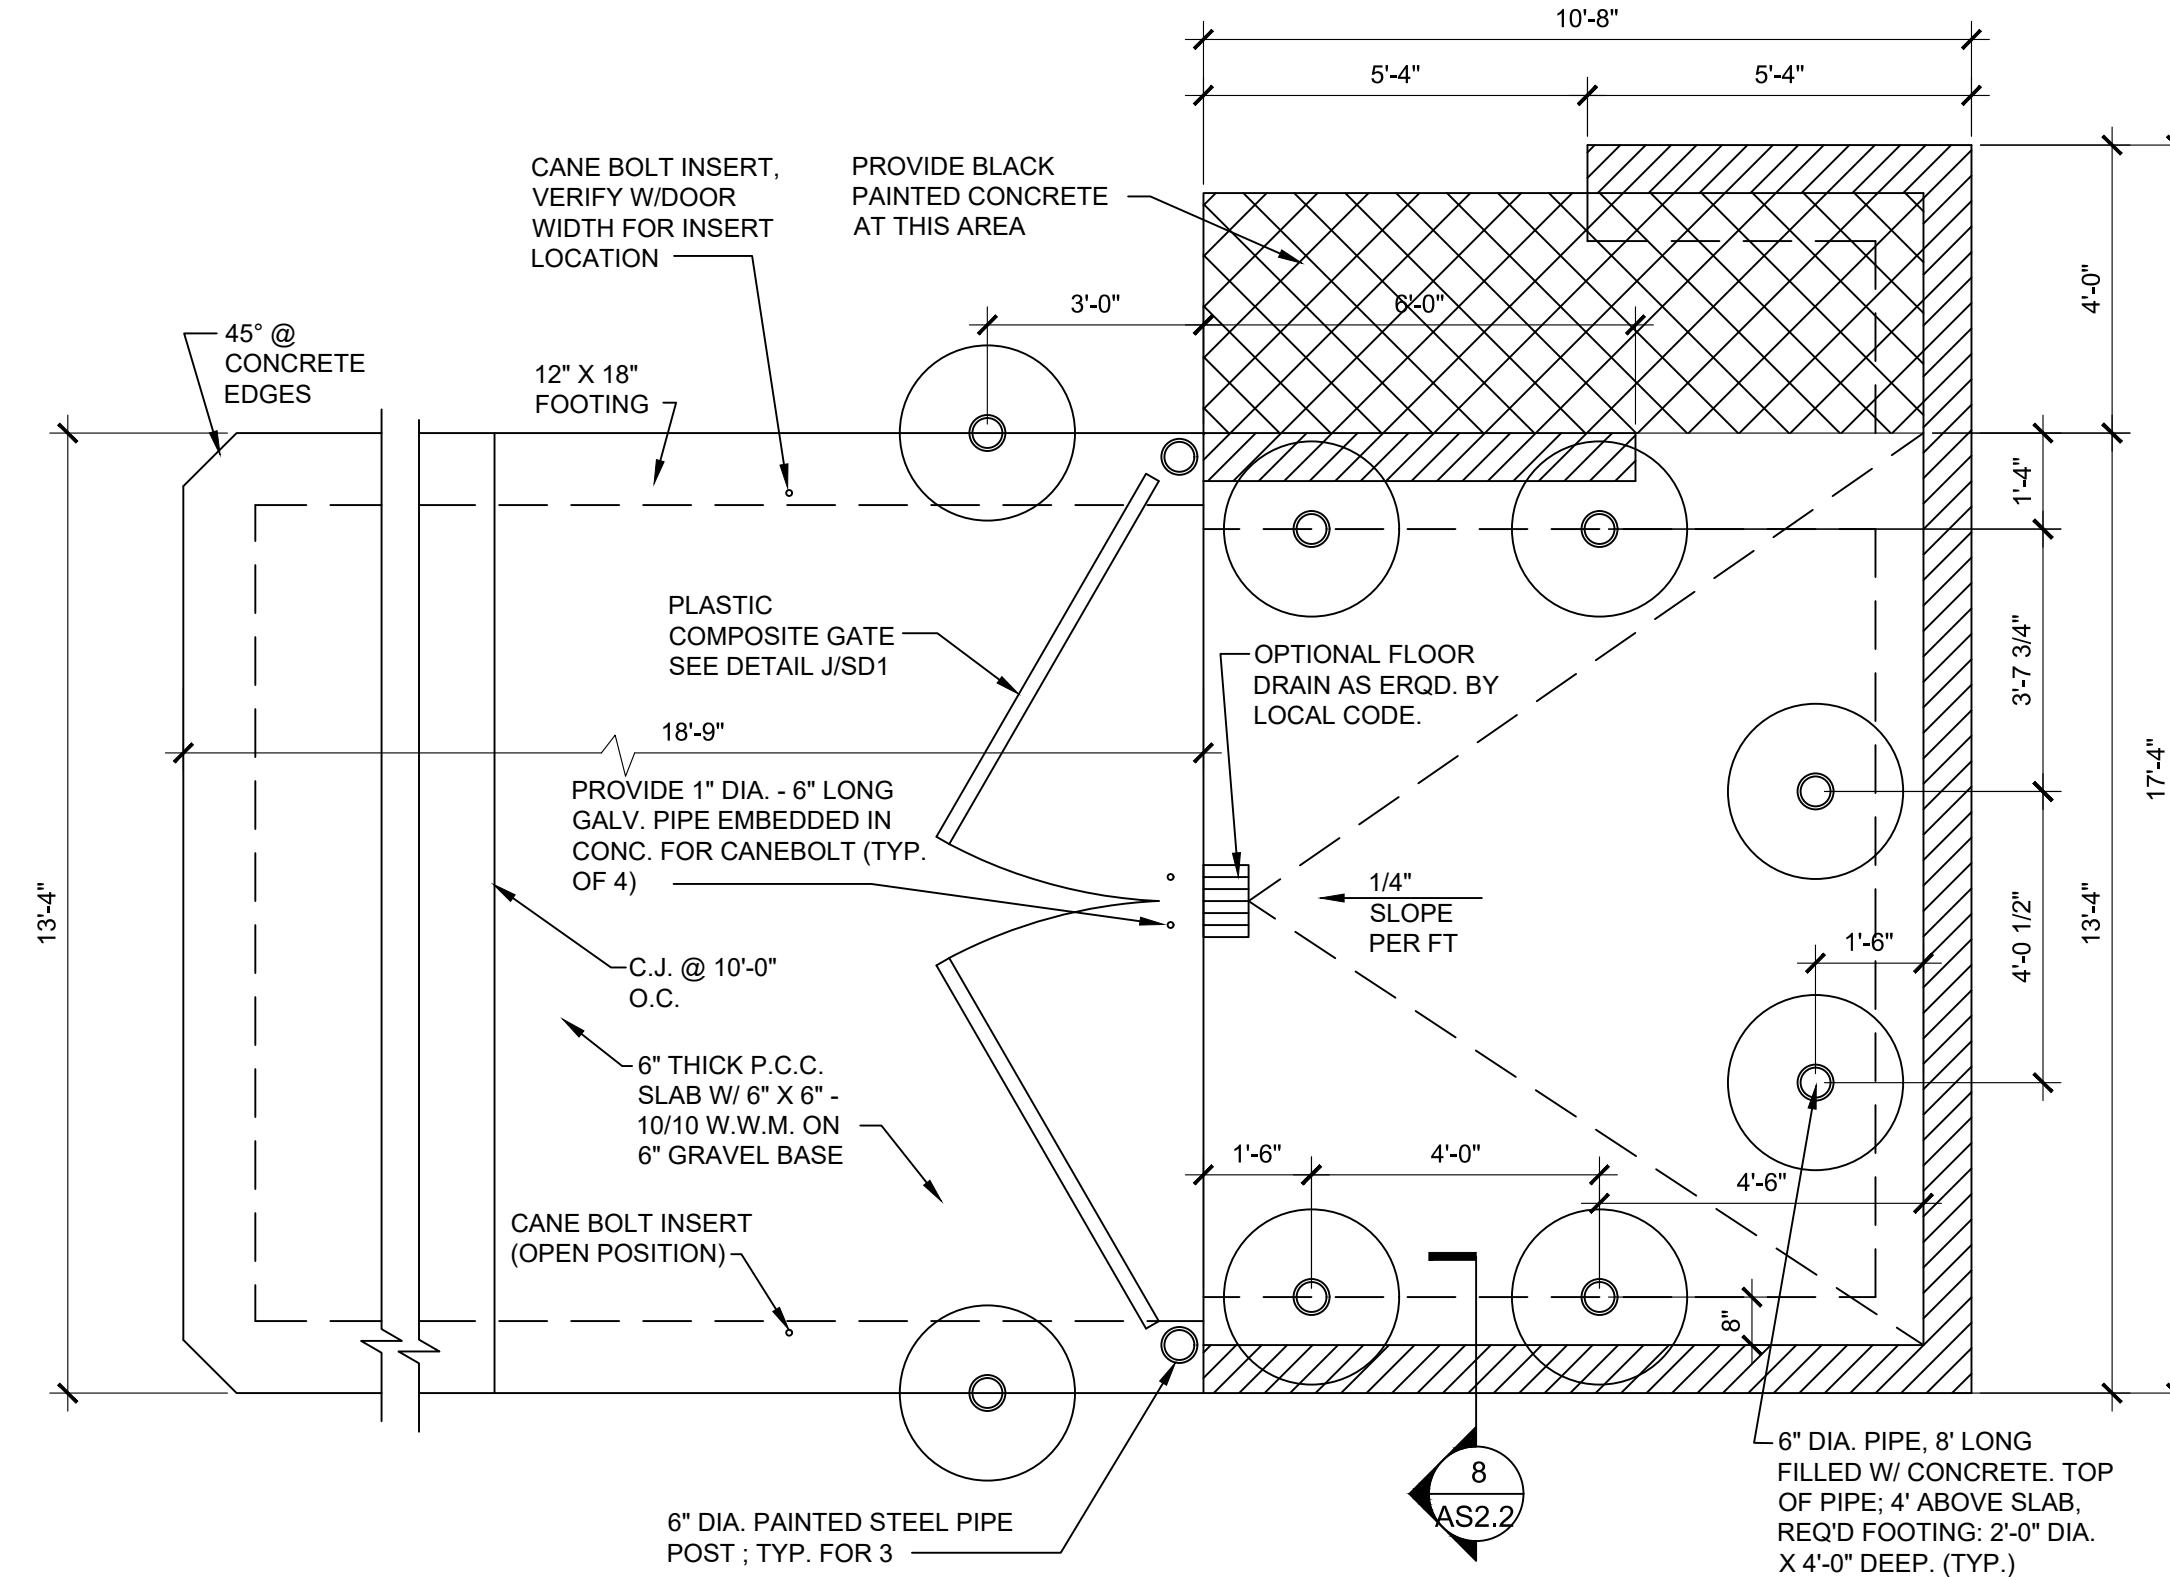 10'-8"
5'-4"
5'-4"
CANE BOLT INSERT,
VERIFY W/DOOR
WIDTH FOR INSERT
LOCATION
PROVIDE BLACK
PAINTED CONCRETE
AT THIS AREA
3'-0"
6'-0"
4'-0"
45° @
CONCRETE
EDGES
12" X 18"
FOOTING
1'-4"
PLASTIC
COMPOSITE GATE
SEE DETAIL J/SD1
OPTIONAL FLOOR
DRAIN AS ERQD. BY
LOCAL CODE.
3'-7 3/4"
18'-9"
17'-4"
PROVIDE 1" DIA. - 6" LONG
GALV. PIPE EMBEDDED IN
CONC. FOR CANEBOLT (TYP.
OF 4)
1/4"
SLOPE
PER FT
13'-4"
4'-0 1/2"
13'-4"
1'-6"
C.J. @ 10'-0"
O.C.
6" THICK P.C.C.
SLAB W/ 6" X 6" -
10/10 W.W.M. ON
6" GRAVEL BASE
1'-6"
4'-0"
4'-6"
CANE BOLT INSERT
(OPEN POSITION)
8"
6" DIA. PAINTED STEEL PIPE
POST ; TYP. FOR 3
8
AS2.2
6" DIA. PIPE, 8' LONG
FILLED W/ CONCRETE. TOP
OF PIPE; 4' ABOVE SLAB,
REQ'D FOOTING: 2'-0" DIA.
X 4'-0" DEEP. (TYP.)